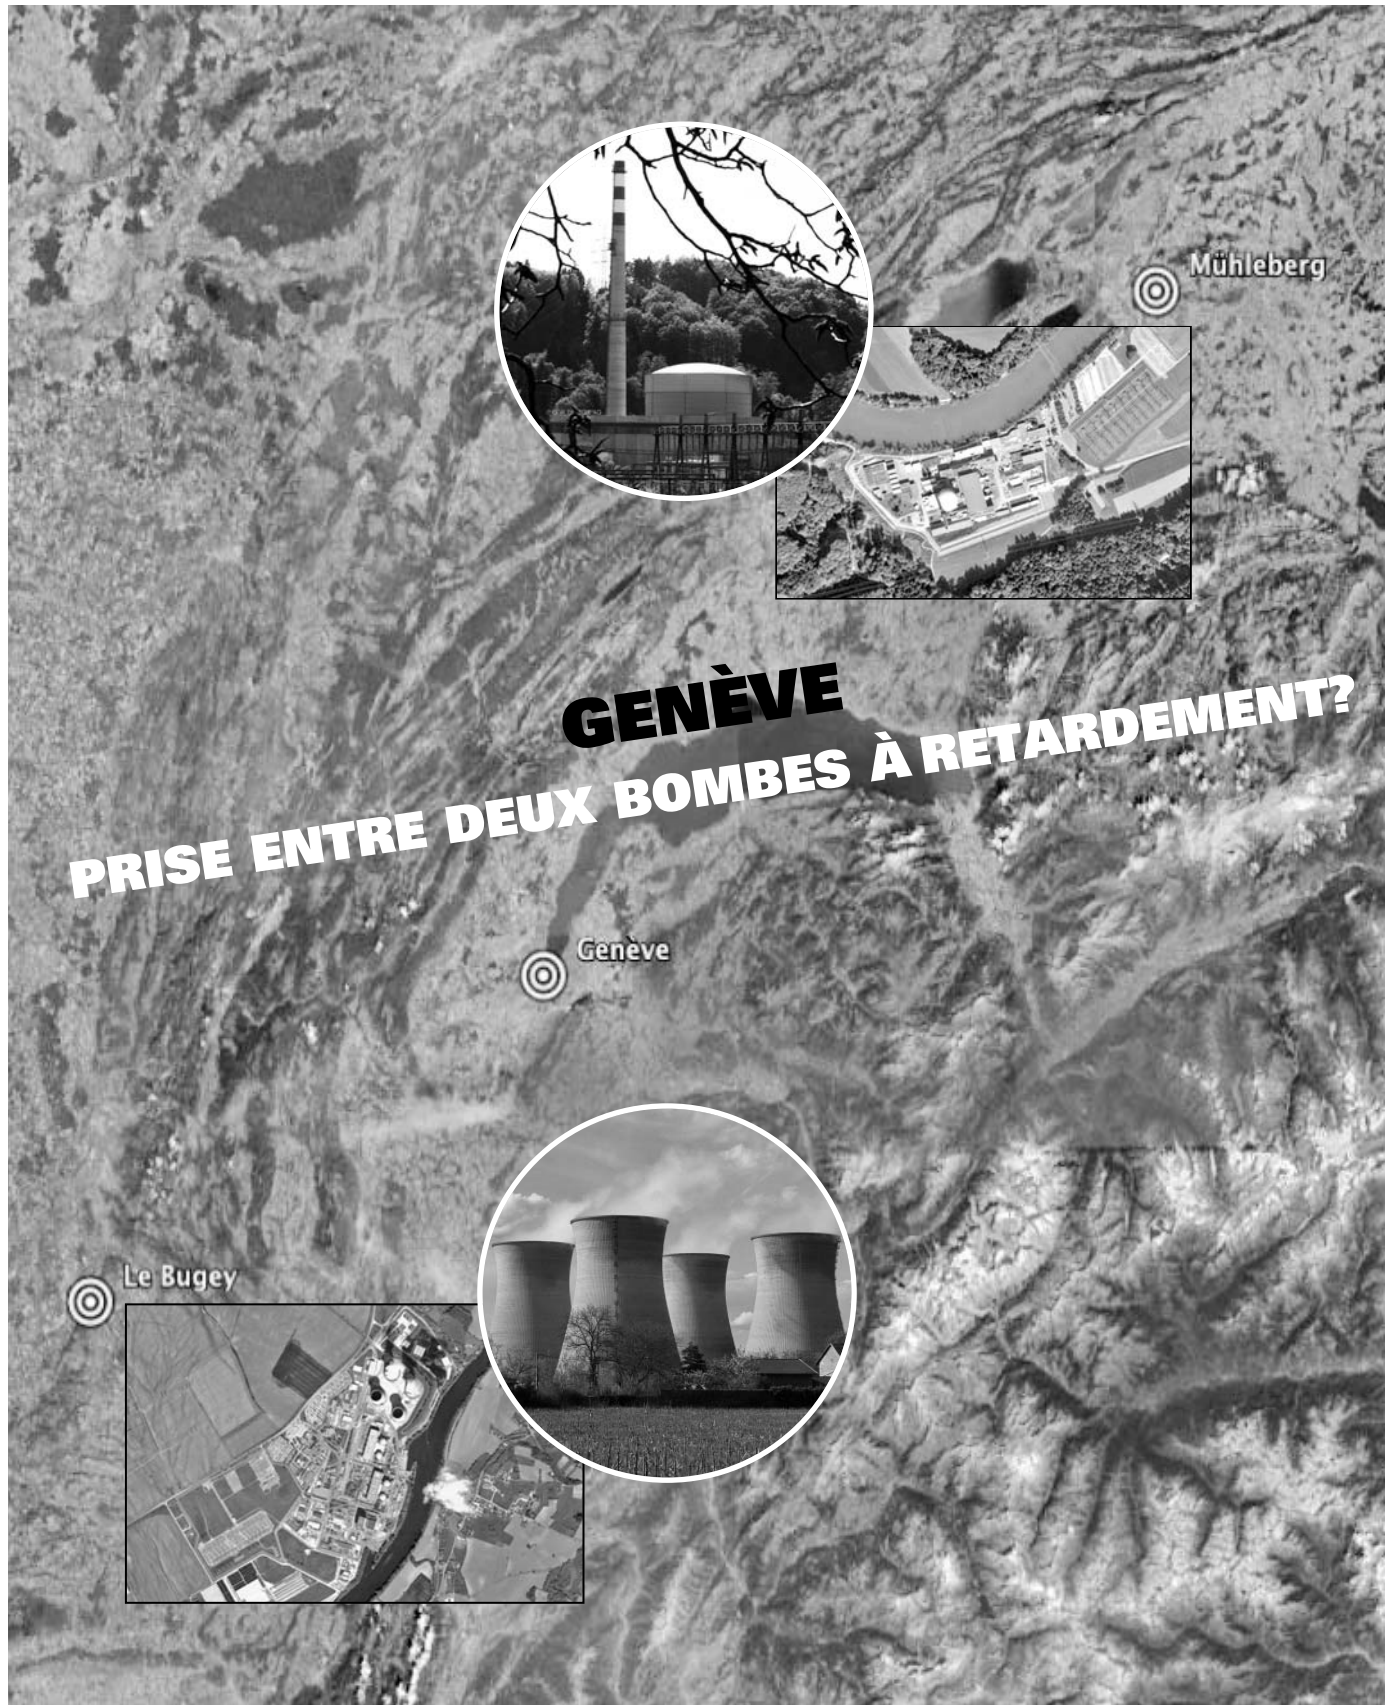 Mühleberg
GENÈVE
PRISE ENTRE DEUX BOMBES À RETARDEMENT?
Genève
Le Bugey